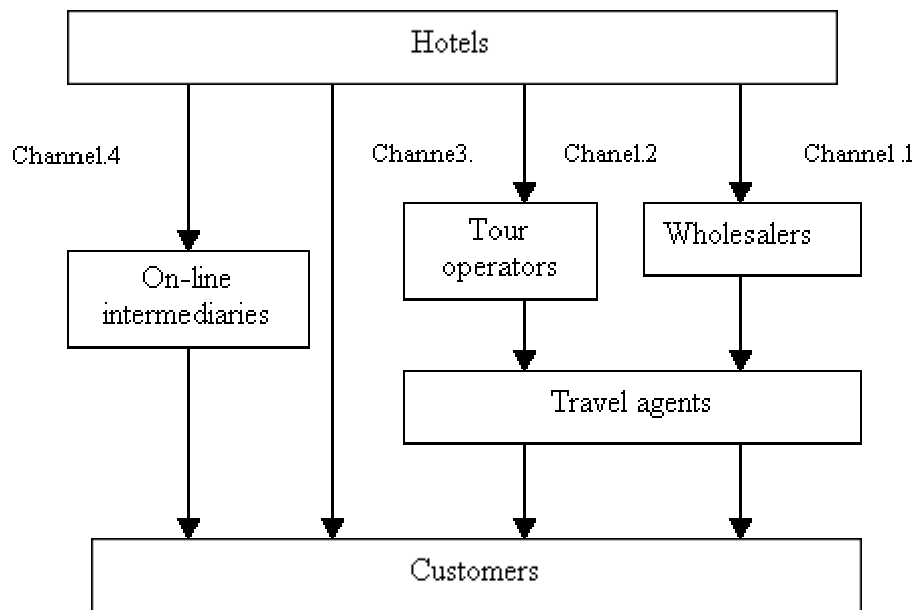 Hotels
Channel.4
Channe3.
Chanel.2
Channel .1
Tour
operators
Wholesalers
On-line
intermediaries
Travel agents
Customers